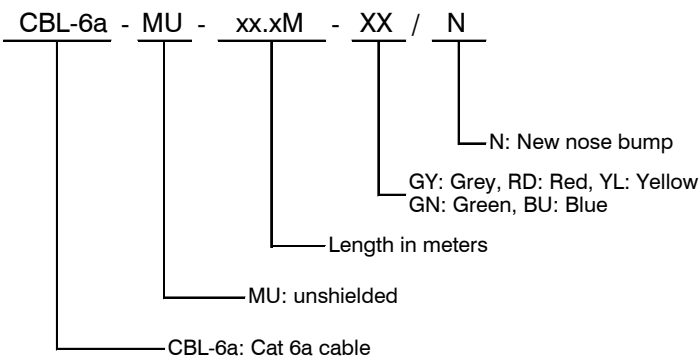 CBL-6a - MU - xx.xM - XX / N
N: New nose bump
GY: Grey, RD: Red, YL: Yellow
GN: Green, BU: Blue
Length in meters
MU: unshielded
CBL-6a: Cat 6a cable